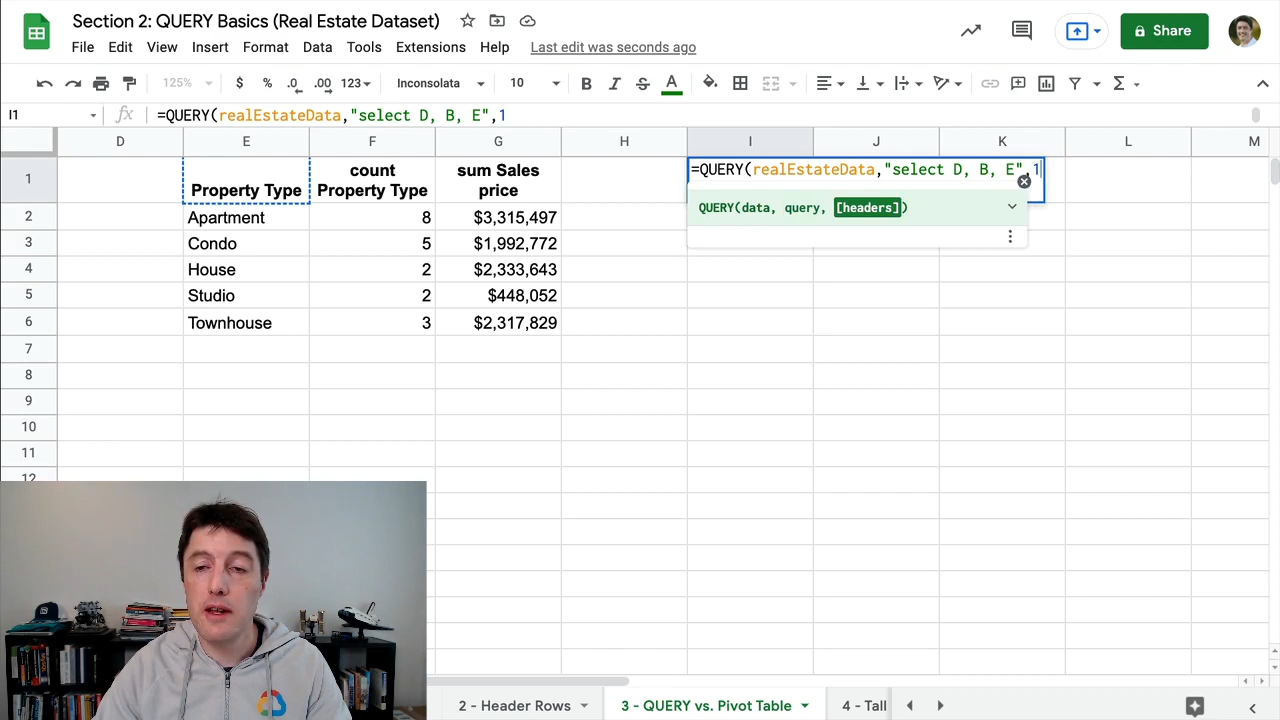 Section 2: QUERY Basics (Real Estate Dataset)
File Edit View Insert Format Data Tools Extensions Help Last edit was seconds ago
Share
125% $ % .0 .00 123 Inconsolata 10 B I S A
I1 fx =QUERY(realEstateData,"select D, B, E",1
D E F G H I J K L M
1 Property Type count Property Type sum Sales price =QUERY(realEstateData,"select D, B, E",1
QUERY(data, query, [headers])
2 Apartment 8 $3,315,497
3 Condo 5 $1,992,772
4 House 2 $2,333,643
5 Studio 2 $448,052
6 Townhouse 3 $2,317,829
7
8
9
10
11
12
2 - Header Rows 3 - QUERY vs. Pivot Table 4 - Tall